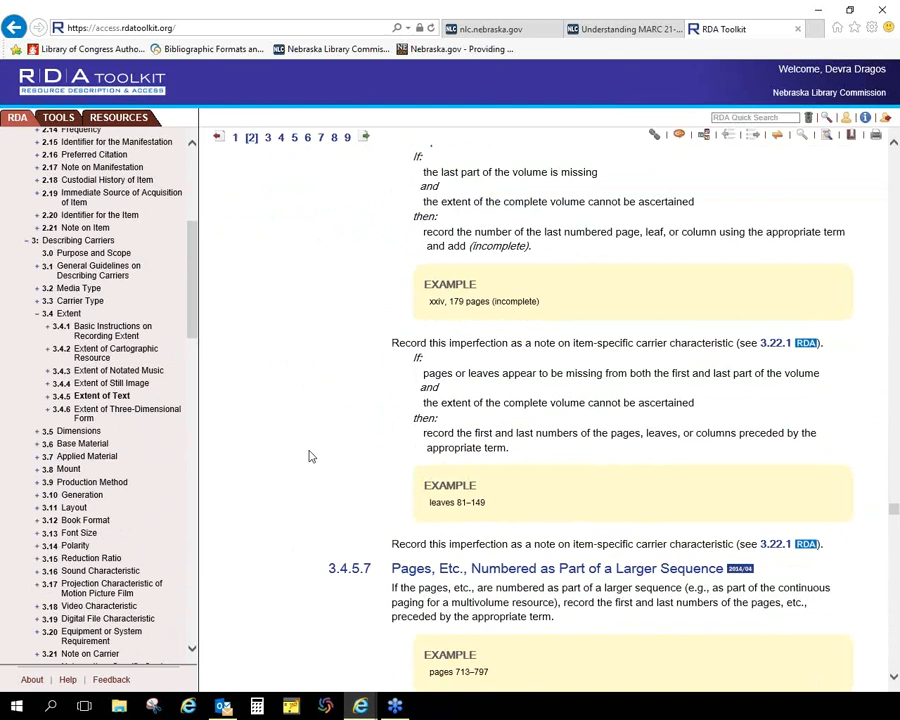 https://access.rdatoolkit.org/
nlc.nebraska.gov
Understanding MARC 21-...
RDA Toolkit
Library of Congress Autho...
Bibliographic Formats an...
Nebraska Library Commis...
Nebraska.gov - Providing ...
RDA TOOLKIT
RESOURCE DESCRIPTION & ACCESS
Welcome, Devra Dragos
Nebraska Library Commission
RDA
TOOLS
RESOURCES
RDA Quick Search
1 [2] 3 4 5 6 7 8 9
2.14 Frequency
2.15 Identifier for the Manifestation
2.16 Preferred Citation
2.17 Note on Manifestation
2.18 Custodial History of Item
2.19 Immediate Source of Acquisition
of Item
2.20 Identifier for the Item
2.21 Note on Item
3: Describing Carriers
3.0 Purpose and Scope
3.1 General Guidelines on
Describing Carriers
3.2 Media Type
3.3 Carrier Type
3.4 Extent
3.4.1 Basic Instructions on
Recording Extent
3.4.2 Extent of Cartographic
Resource
3.4.3 Extent of Notated Music
3.4.4 Extent of Still Image
3.4.5 Extent of Text
3.4.6 Extent of Three-Dimensional
Form
3.5 Dimensions
3.6 Base Material
3.7 Applied Material
3.8 Mount
3.9 Production Method
3.10 Generation
3.11 Layout
3.12 Book Format
3.13 Font Size
3.14 Polarity
3.15 Reduction Ratio
3.16 Sound Characteristic
3.17 Projection Characteristic of
Motion Picture Film
3.18 Video Characteristic
3.19 Digital File Characteristic
3.20 Equipment or System
Requirement
3.21 Note on Carrier
About | Help | Feedback
If:
the last part of the volume is missing
and
the extent of the complete volume cannot be ascertained
then:
record the number of the last numbered page, leaf, or column using the appropriate term
and add (incomplete).
EXAMPLE
xxiv, 179 pages (incomplete)
Record this imperfection as a note on item-specific carrier characteristic (see 3.22.1 RDA).
If:
pages or leaves appear to be missing from both the first and last part of the volume
and
the extent of the complete volume cannot be ascertained
then:
record the first and last numbers of the pages, leaves, or columns preceded by the
appropriate term.
EXAMPLE
leaves 81–149
Record this imperfection as a note on item-specific carrier characteristic (see 3.22.1 RDA).
3.4.5.7 Pages, Etc., Numbered as Part of a Larger Sequence 2014/04
If the pages, etc., are numbered as part of a larger sequence (e.g., as part of the continuous
paging for a multivolume resource), record the first and last numbers of the pages, etc.,
preceded by the appropriate term.
EXAMPLE
pages 713–797